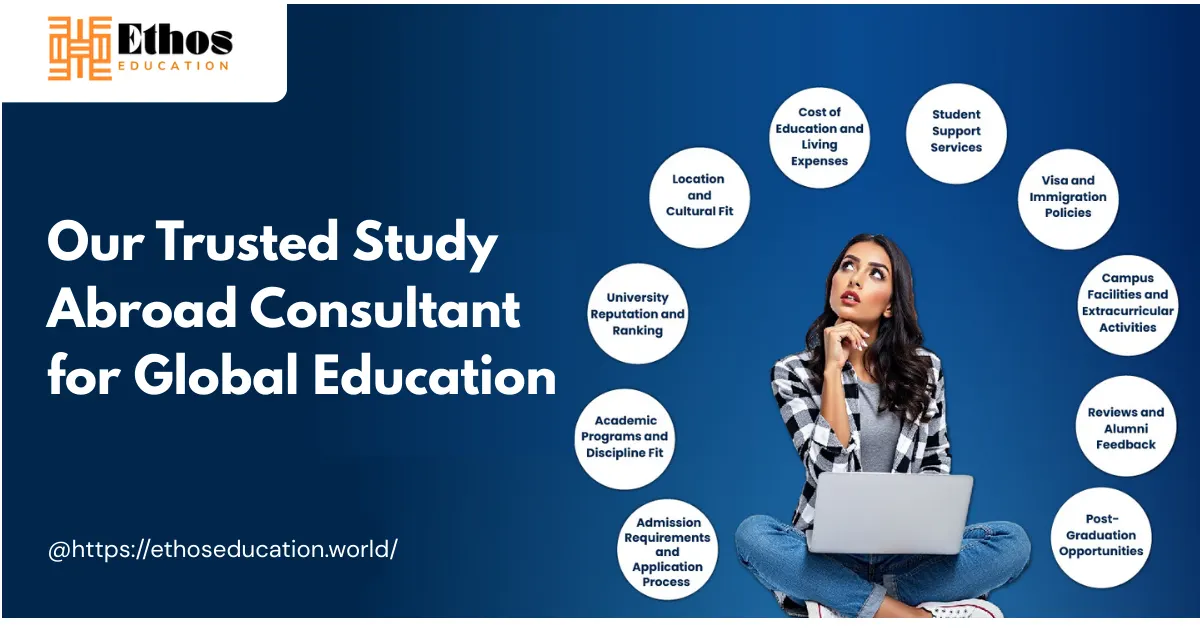 Ethos
EDUCATION
Our Trusted Study
Abroad Consultant
for Global Education
@https://ethoseducation.world/
Cost of
Education and
Living
Expenses
Student
Support
Services
Location
and
Cultural Fit
Visa and
Immigration
Policies
University
Reputation and
Ranking
Campus
Facilities and
Extracurricular
Activities
Academic
Programs and
Discipline Fit
Reviews and
Alumni
Feedback
Admission
Requirements
and
Application
Process
Post-
Graduation
Opportunities